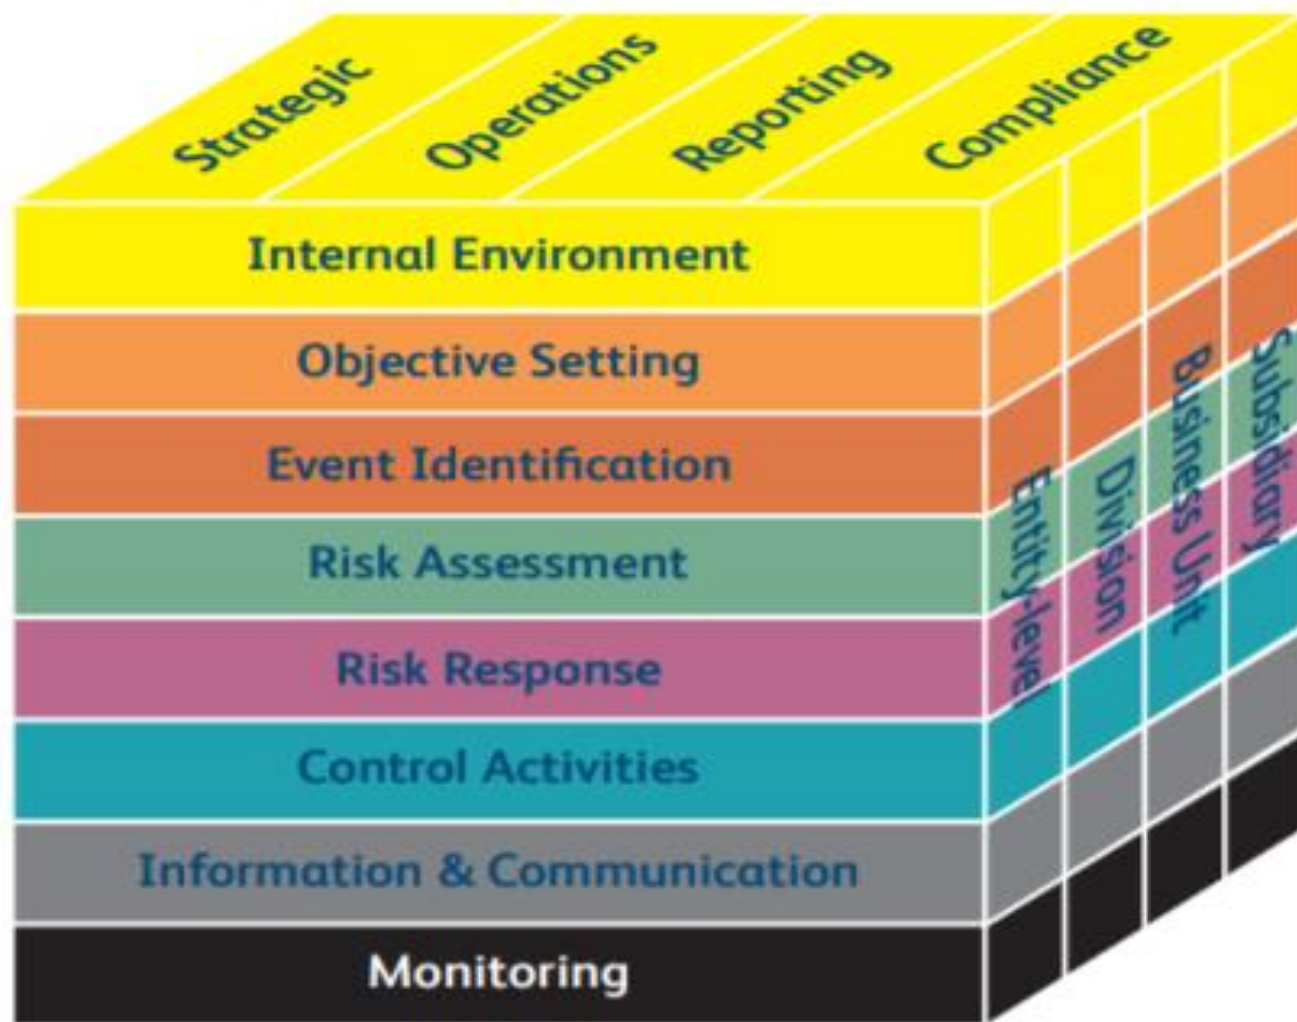 Strategic
Operations
Reporting
Compliance
Internal Environment
Objective Setting
Event Identification
Risk Assessment
Risk Response
Control Activities
Information & Communication
Monitoring
Entity-level
Division
Business Unit
Subsidiary